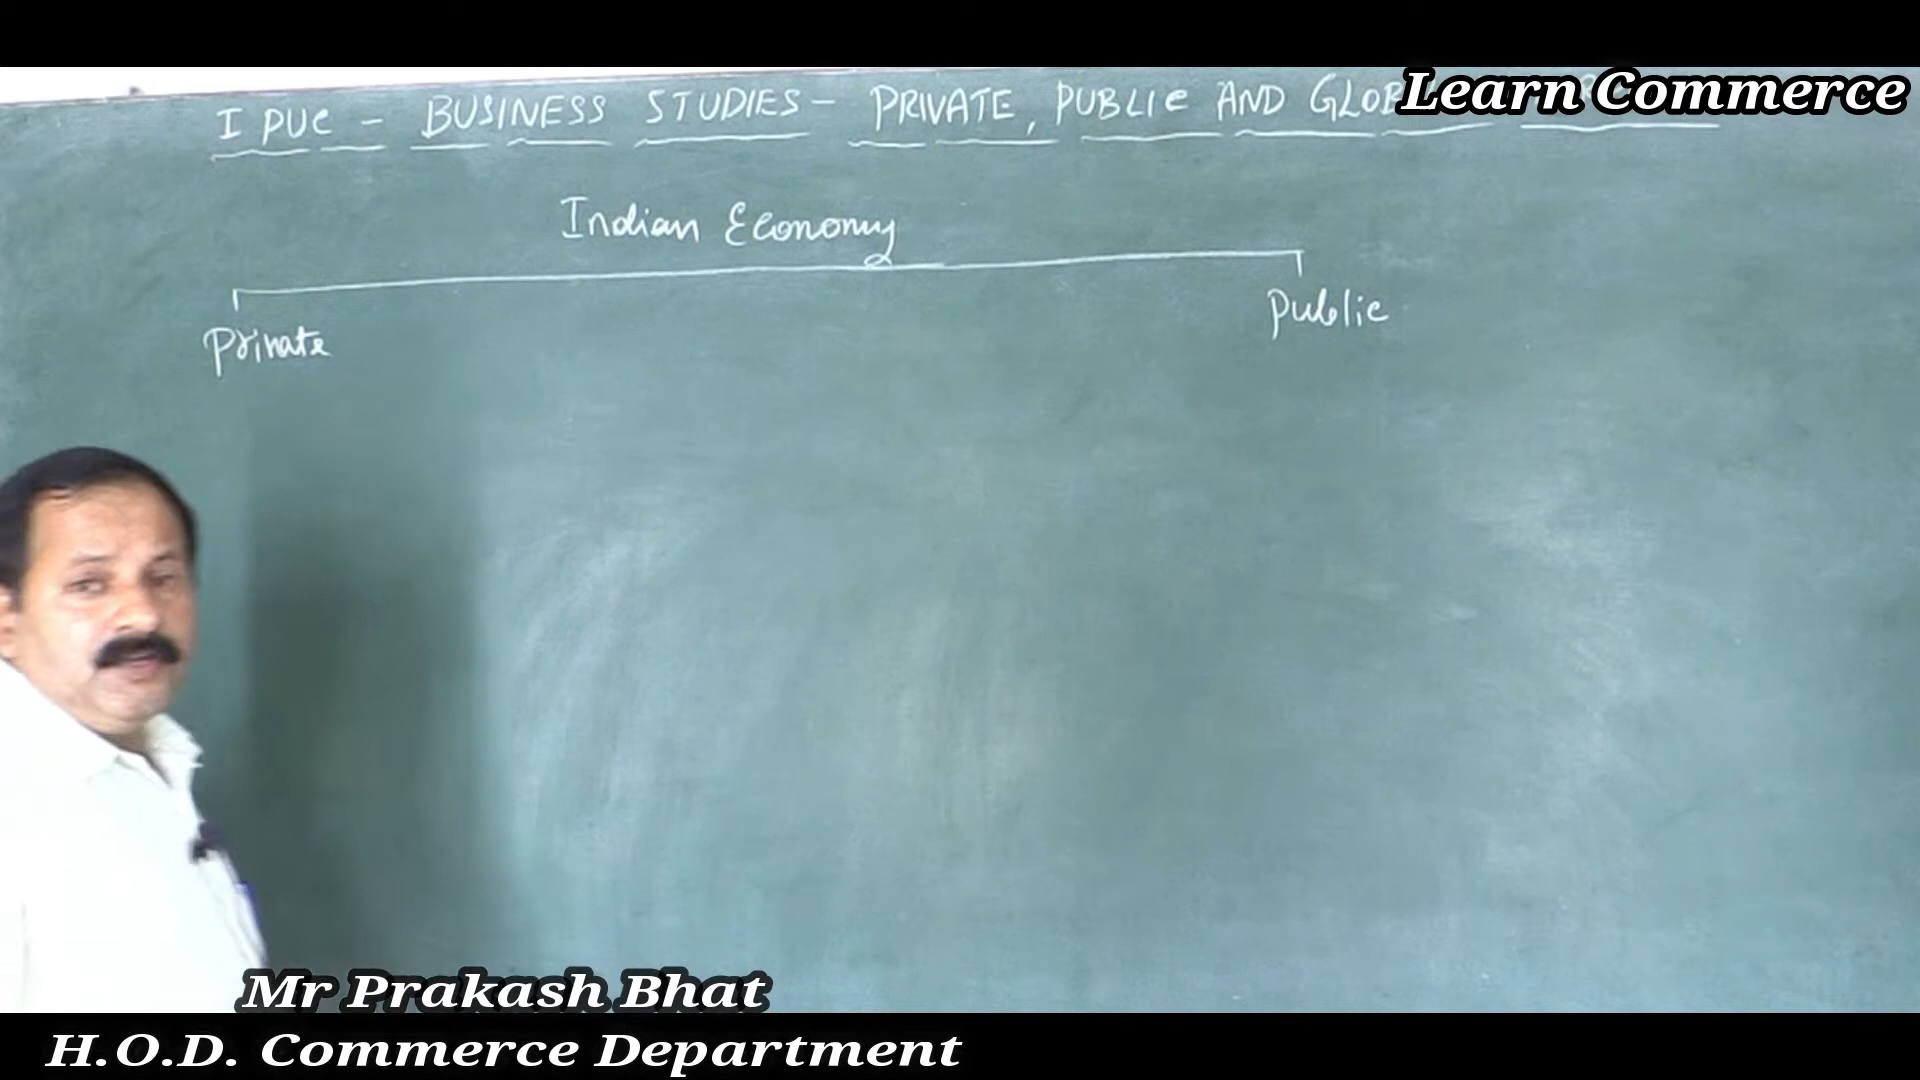 I PUC - BUSINESS STUDIES - PRIVATE, PUBLIC AND GLOB
Learn Commerce
Indian Economy
Private
Public
Mr Prakash Bhat
H.O.D. Commerce Department